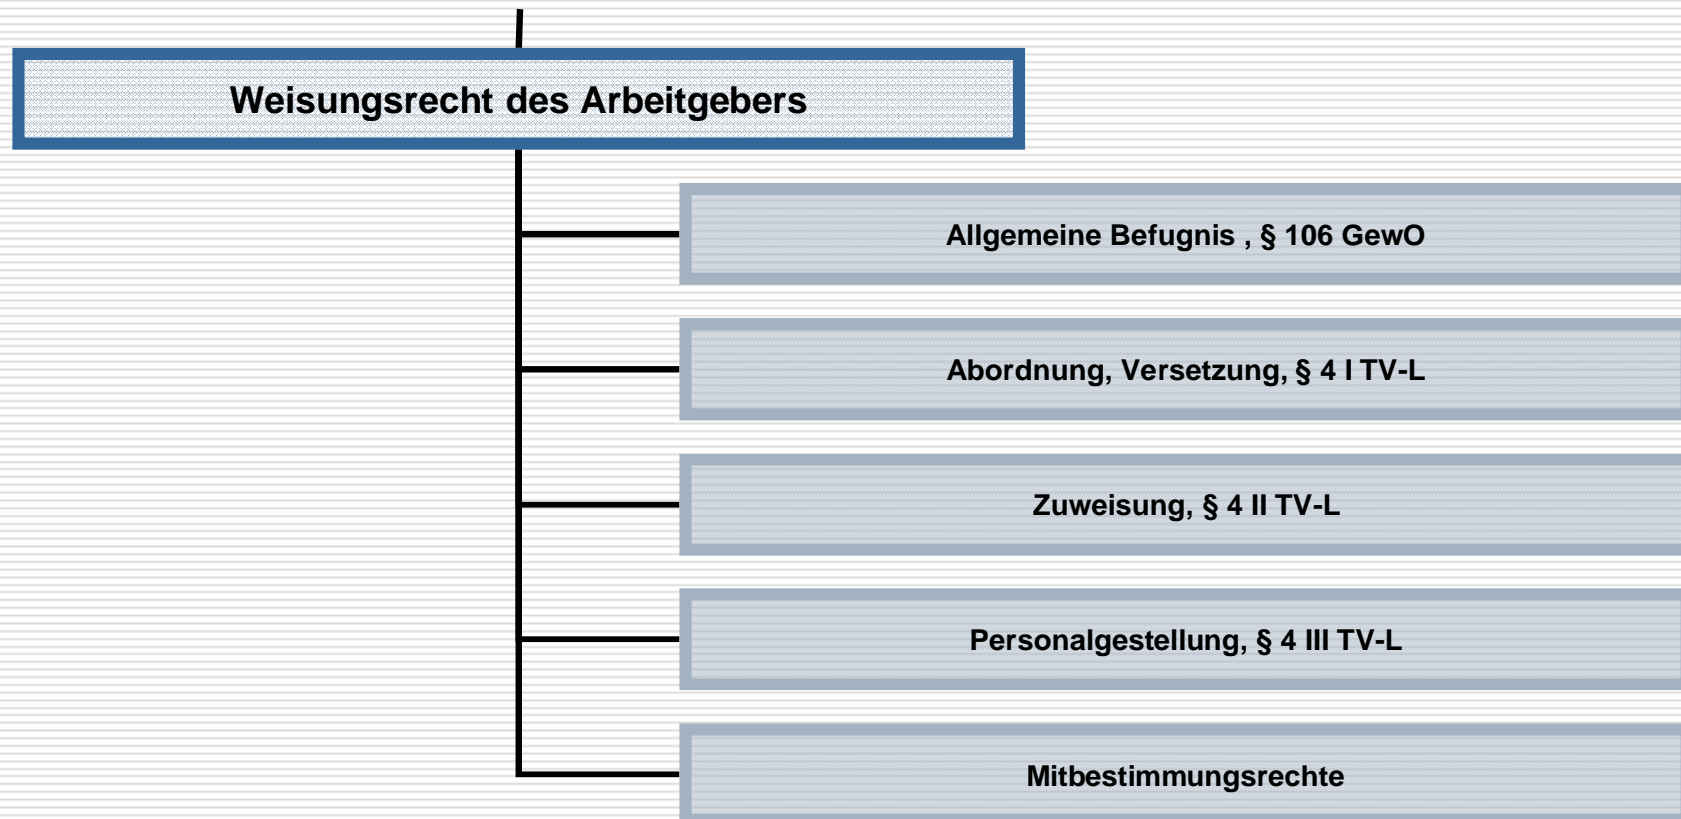 Weisungsrecht des Arbeitgebers
Allgemeine Befugnis , § 106 GewO
Abordnung, Versetzung, § 4 I TV-L
Zuweisung, § 4 II TV-L
Personalgestellung, § 4 III TV-L
Mitbestimmungsrechte